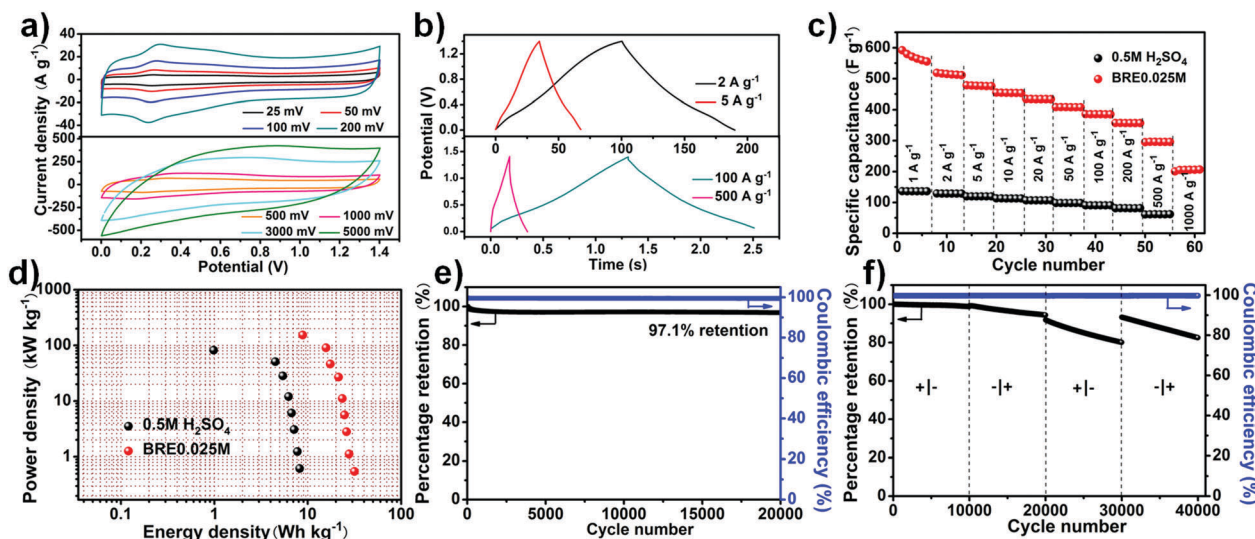 a)
Current density (A g⁻¹)
40
20
0
-20
-40
25 mV 50 mV
100 mV 200 mV
500
250
0
-250
-500
500 mV 1000 mV
3000 mV 5000 mV
0.0 0.2 0.4 0.6 0.8 1.0 1.2 1.4
Potential (V)
b)
Potential (V)
1.2
0.8
0.4
0.0
2 A g⁻¹
5 A g⁻¹
0 50 100 150 200
1.2
0.8
0.4
0.0
100 A g⁻¹
500 A g⁻¹
0.0 0.5 1.0 1.5 2.0 2.5
Time (s)
c)
Specific capacitance (F g⁻¹)
600
500
400
300
200
100
0
0.5M H₂SO₄
BRE0.025M
1 A g⁻¹
2 A g⁻¹
5 A g⁻¹
10 A g⁻¹
20 A g⁻¹
50 A g⁻¹
100 A g⁻¹
200 A g⁻¹
500 A g⁻¹
1000 A g⁻¹
0 10 20 30 40 50 60
Cycle number
d)
Power density (kW kg⁻¹)
1000
100
10
1
0.5M H₂SO₄
BRE0.025M
0.1 1 10 100
Energy density (Wh kg⁻¹)
e)
Percentage retention (%)
100
80
60
40
20
0
97.1% retention
100
80
60
40
20
0
Coulombic efficiency (%)
0 5000 10000 15000 20000
Cycle number
f)
Percentage retention (%)
100
80
60
40
20
0
+|- -|+ +|- -|+
100
80
60
40
20
0
Coulombic efficiency (%)
0 10000 20000 30000 40000
Cycle number